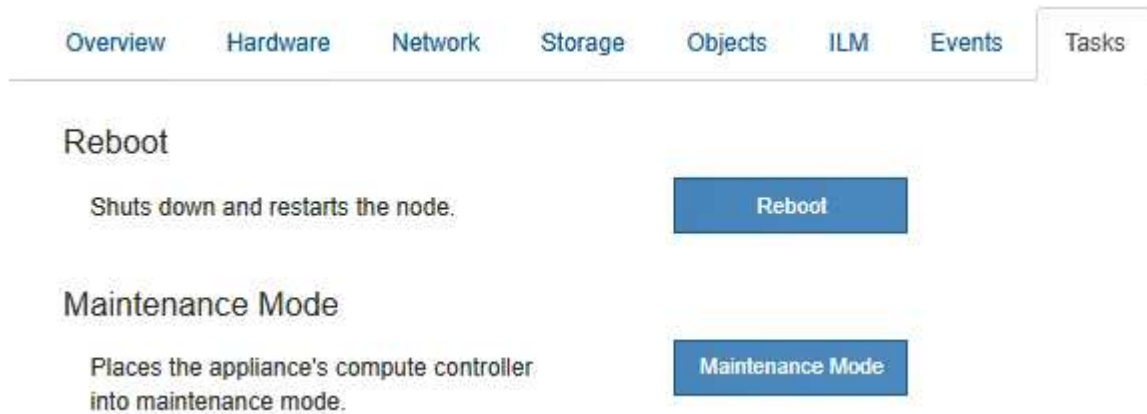 Overview Hardware Network Storage Objects ILM Events Tasks
Reboot
Shuts down and restarts the node.
Reboot
Maintenance Mode
Places the appliance's compute controller
into maintenance mode.
Maintenance Mode